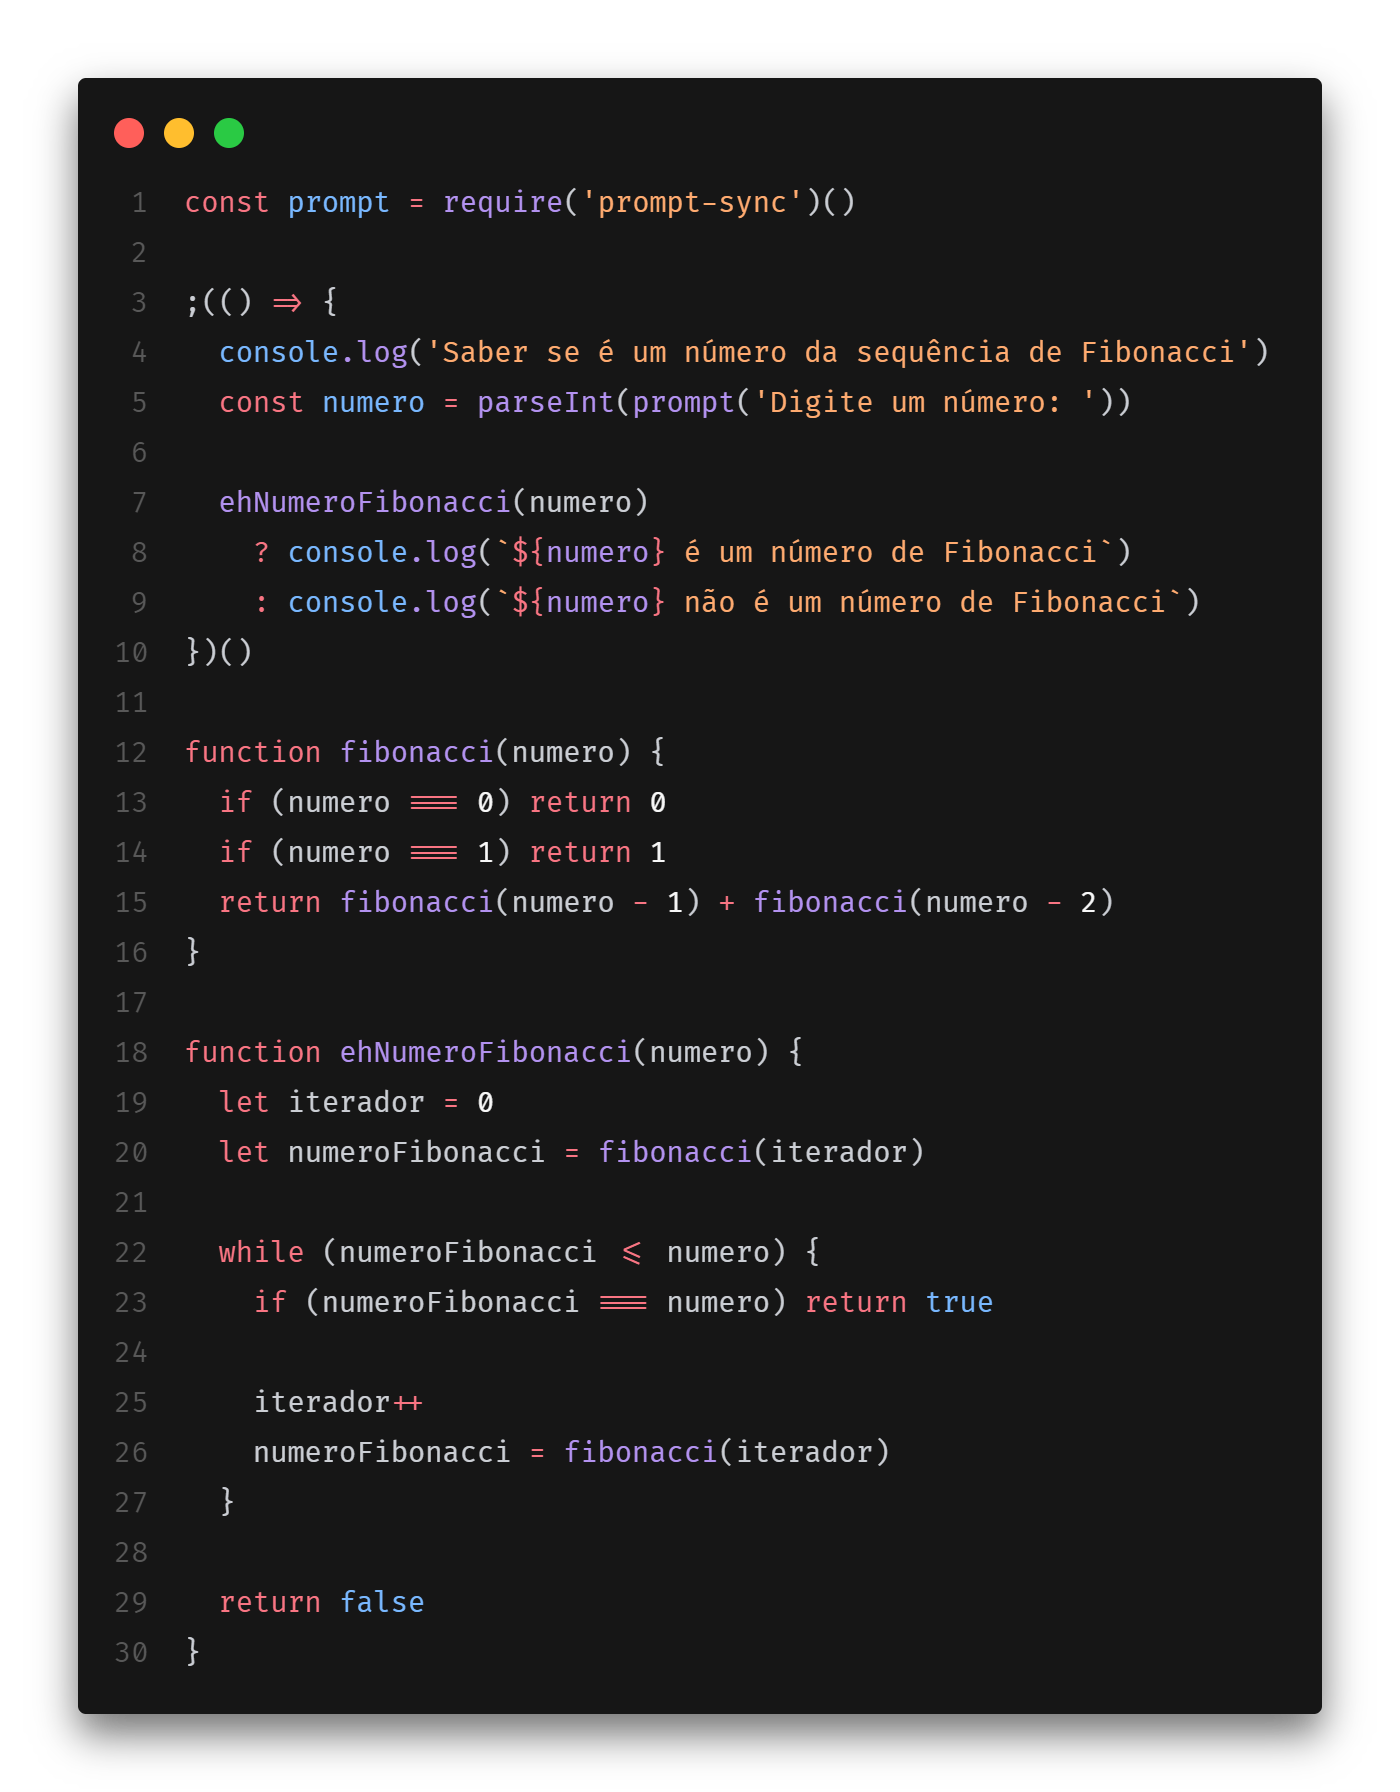 1 const prompt = require('prompt-sync')()
2
3 ;(() => {
4   console.log('Saber se é um número da sequência de Fibonacci')
5   const numero = parseInt(prompt('Digite um número: '))
6
7   ehNumeroFibonacci(numero)
8     ? console.log(`${numero} é um número de Fibonacci`)
9     : console.log(`${numero} não é um número de Fibonacci`)
10 })()
11
12 function fibonacci(numero) {
13   if (numero === 0) return 0
14   if (numero === 1) return 1
15   return fibonacci(numero - 1) + fibonacci(numero - 2)
16 }
17
18 function ehNumeroFibonacci(numero) {
19   let iterador = 0
20   let numeroFibonacci = fibonacci(iterador)
21
22   while (numeroFibonacci <= numero) {
23     if (numeroFibonacci === numero) return true
24
25     iterador++
26     numeroFibonacci = fibonacci(iterador)
27   }
28
29   return false
30 }